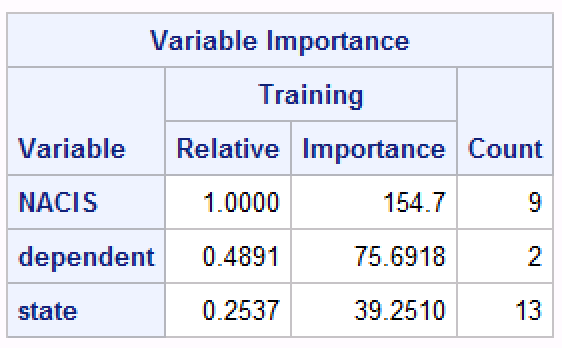 Variable Importance
Training
Variable Relative Importance Count
NACIS 1.0000 154.7 9
dependent 0.4891 75.6918 2
state 0.2537 39.2510 13